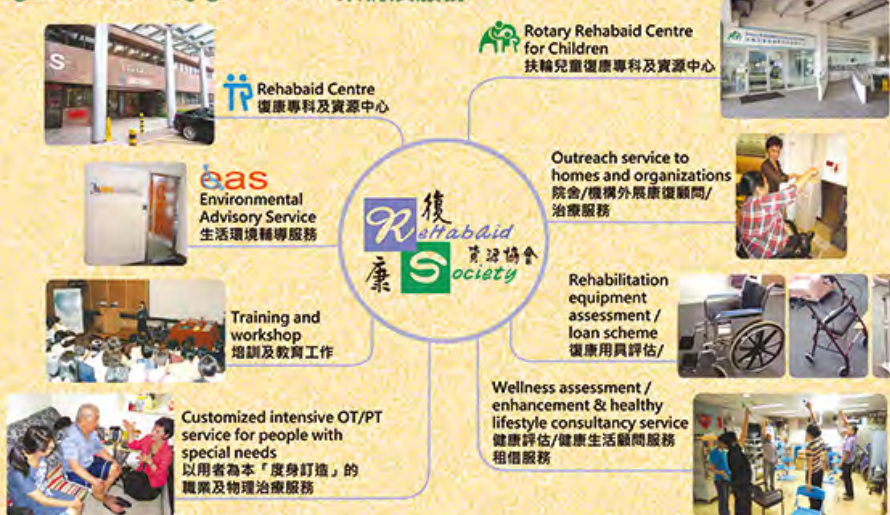 Rehabaid Centre
復康專科及資源中心
Rotary Rehabaid Centre
for Children
扶輪兒童復康專科及資源中心
eas
Environmental
Advisory Service
生活環境輔導服務
Outreach service to
homes and organizations
院舍/機構外展康復顧問/
治療服務
復康
RehabAid
資源協會
Society
Training and
workshop
培訓及教育工作
Rehabilitation
equipment
assessment /
loan scheme
復康用具評估/
Customized intensive OT/PT
service for people with
special needs
以用者為本「度身訂造」的
職業及物理治療服務
Wellness assessment /
enhancement & healthy
lifestyle consultancy service
健康評估/健康生活顧問服務
租借服務